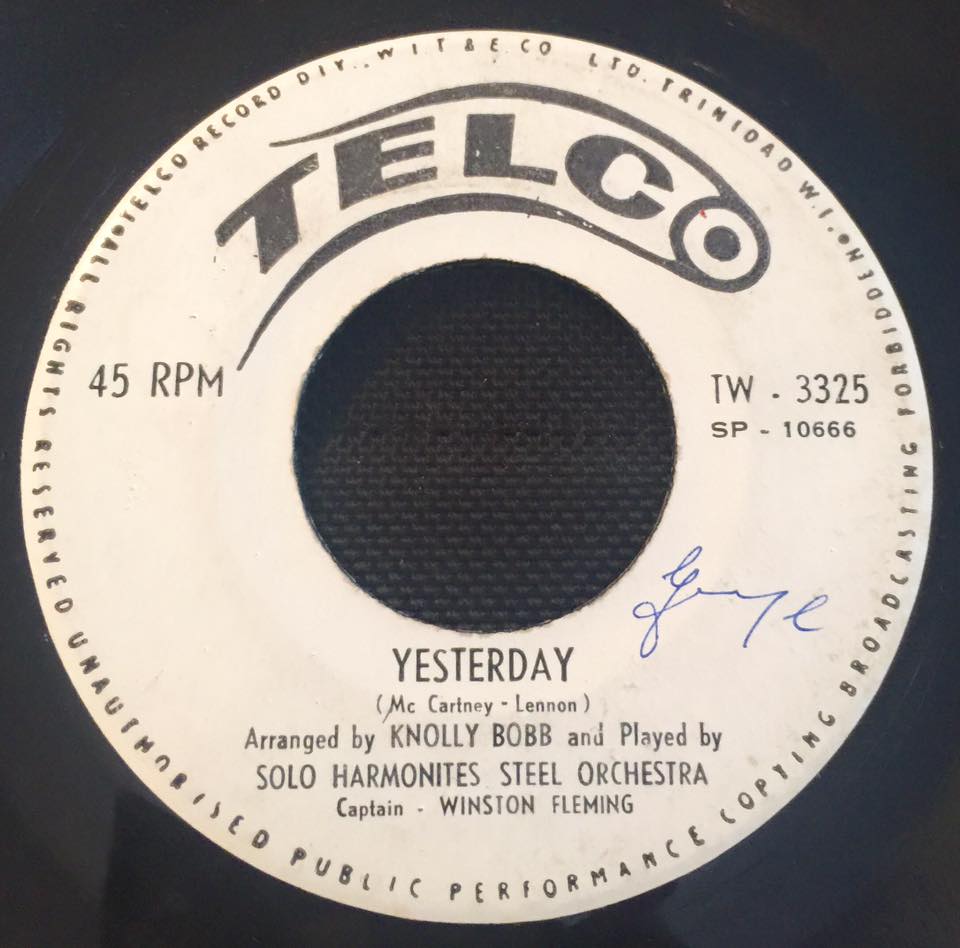 TELCO RECORD DIV.. W I T & E. CO LTD. TRINIDAD W.I. • ALL RIGHTS RESERVED UNAUTHORISED PUBLIC PERFORMANCE COPYING BROADCASTING FORBIDDEN •
TELCO
45 RPM
TW . 3325
SP - 10666
YESTERDAY
(Mc Cartney - Lennon)
Arranged by KNOLLY BOBB and Played by
SOLO HARMONITES STEEL ORCHESTRA
Captain - WINSTON FLEMING